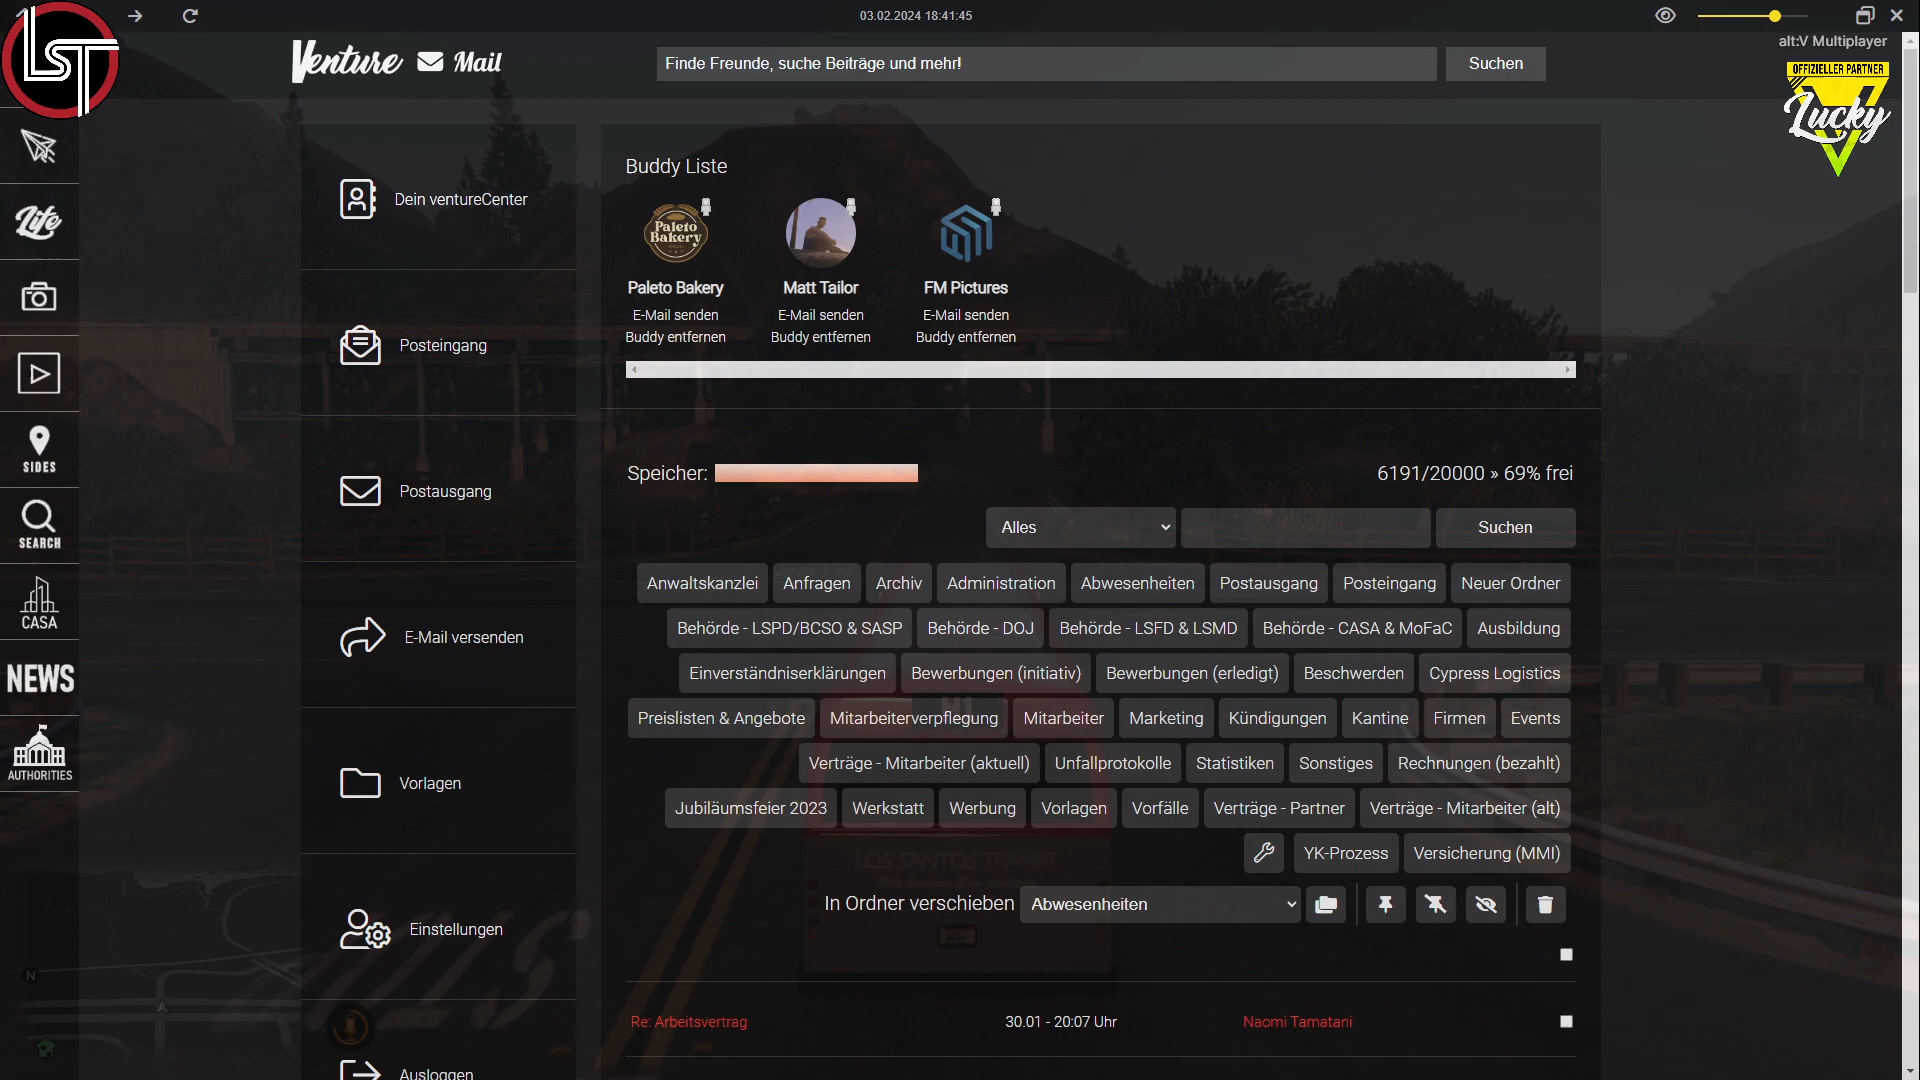 03.02.2024 18:41:45
alt:V Multiplayer
LST
Venture Mail
Finde Freunde, suche Beiträge und mehr!
Suchen
OFFIZIELLER PARTNER
Lucky V
Life
SIDES
SEARCH
CASA
NEWS
AUTHORITIES
Dein ventureCenter
Posteingang
Postausgang
E-Mail versenden
Vorlagen
Einstellungen
Ausloggen
Buddy Liste
Paleto Bakery
Paleto Bakery Matt Tailor FM Pictures
E-Mail senden E-Mail senden E-Mail senden
Buddy entfernen Buddy entfernen Buddy entfernen
Speicher: 6191/20000 » 69% frei
Alles Suchen
Anwaltskanzlei Anfragen Archiv Administration Abwesenheiten Postausgang Posteingang Neuer Ordner
Behörde - LSPD/BCSO & SASP Behörde - DOJ Behörde - LSFD & LSMD Behörde - CASA & MoFaC Ausbildung
Einverständniserklärungen Bewerbungen (initiativ) Bewerbungen (erledigt) Beschwerden Cypress Logistics
Preislisten & Angebote Mitarbeiterverpflegung Mitarbeiter Marketing Kündigungen Kantine Firmen Events
Verträge - Mitarbeiter (aktuell) Unfallprotokolle Statistiken Sonstiges Rechnungen (bezahlt)
Jubiläumsfeier 2023 Werkstatt Werbung Vorlagen Vorfälle Verträge - Partner Verträge - Mitarbeiter (alt)
YK-Prozess Versicherung (MMI)
LOS SANTOS TRANSIT
In Ordner verschieben Abwesenheiten
N
Re: Arbeitsvertrag 30.01 - 20:07 Uhr Naomi Tamatani